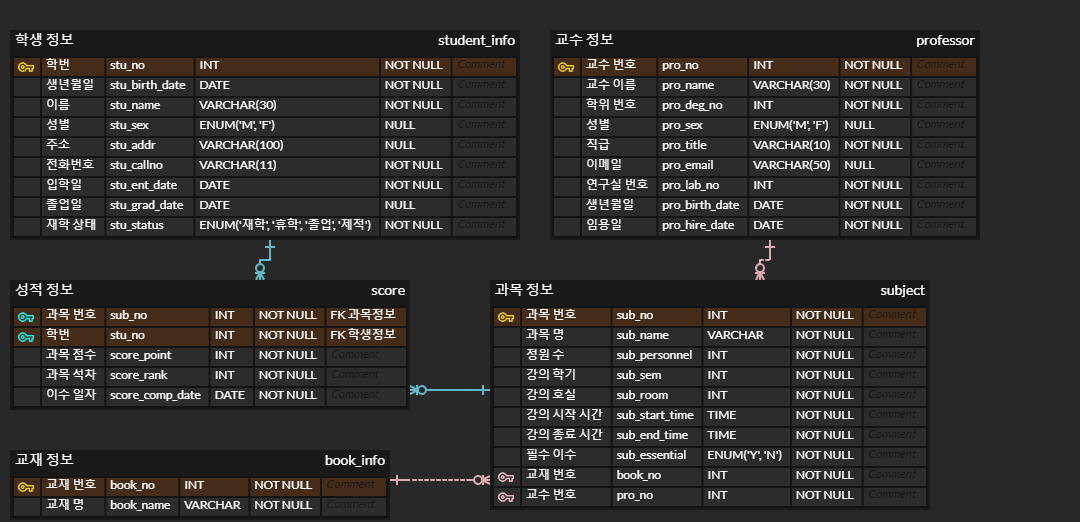 학생 정보 student_info
학번 stu_no INT NOT NULL Comment
생년월일 stu_birth_date DATE NOT NULL Comment
이름 stu_name VARCHAR(30) NOT NULL Comment
성별 stu_sex ENUM('M', 'F') NULL Comment
주소 stu_addr VARCHAR(100) NULL Comment
전화번호 stu_callno VARCHAR(11) NOT NULL Comment
입학일 stu_ent_date DATE NOT NULL Comment
졸업일 stu_grad_date DATE NULL Comment
재학 상태 stu_status ENUM('재학', '휴학', '졸업', '제적') NOT NULL Comment
교수 정보 professor
교수 번호 pro_no INT NOT NULL Comment
교수 이름 pro_name VARCHAR(30) NOT NULL Comment
학위 번호 pro_deg_no INT NOT NULL Comment
성별 pro_sex ENUM('M', 'F') NULL Comment
직급 pro_title VARCHAR(10) NOT NULL Comment
이메일 pro_email VARCHAR(50) NULL Comment
연구실 번호 pro_lab_no INT NOT NULL Comment
생년월일 pro_birth_date DATE NOT NULL Comment
임용일 pro_hire_date DATE NOT NULL Comment
성적 정보 score
과목 번호 sub_no INT NOT NULL FK 과목정보
학번 stu_no INT NOT NULL FK 학생정보
과목 점수 score_point INT NOT NULL Comment
과목 석차 score_rank INT NOT NULL Comment
이수 일자 score_comp_date DATE NOT NULL Comment
과목 정보 subject
과목 번호 sub_no INT NOT NULL Comment
과목 명 sub_name VARCHAR NOT NULL Comment
정원 수 sub_personnel INT NOT NULL Comment
강의 학기 sub_sem INT NOT NULL Comment
강의 호실 sub_room INT NOT NULL Comment
강의 시작 시간 sub_start_time TIME NOT NULL Comment
강의 종료 시간 sub_end_time TIME NOT NULL Comment
필수 이수 sub_essential ENUM('Y', 'N') NOT NULL Comment
교재 번호 book_no INT NOT NULL Comment
교수 번호 pro_no INT NOT NULL Comment
교재 정보 book_info
교재 번호 book_no INT NOT NULL Comment
교재 명 book_name VARCHAR NOT NULL Comment